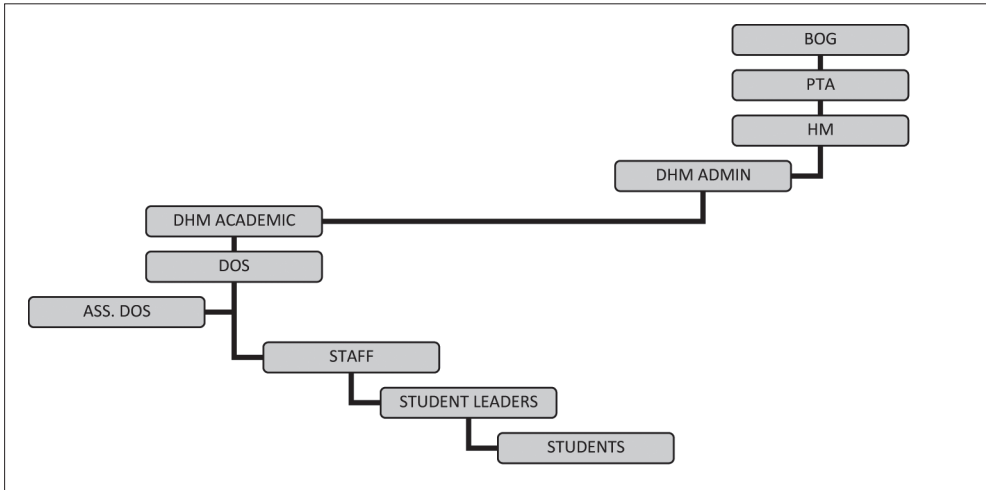 BOG
PTA
HM
DHM ADMIN
DHM ACADEMIC
DOS
ASS. DOS
STAFF
STUDENT LEADERS
STUDENTS